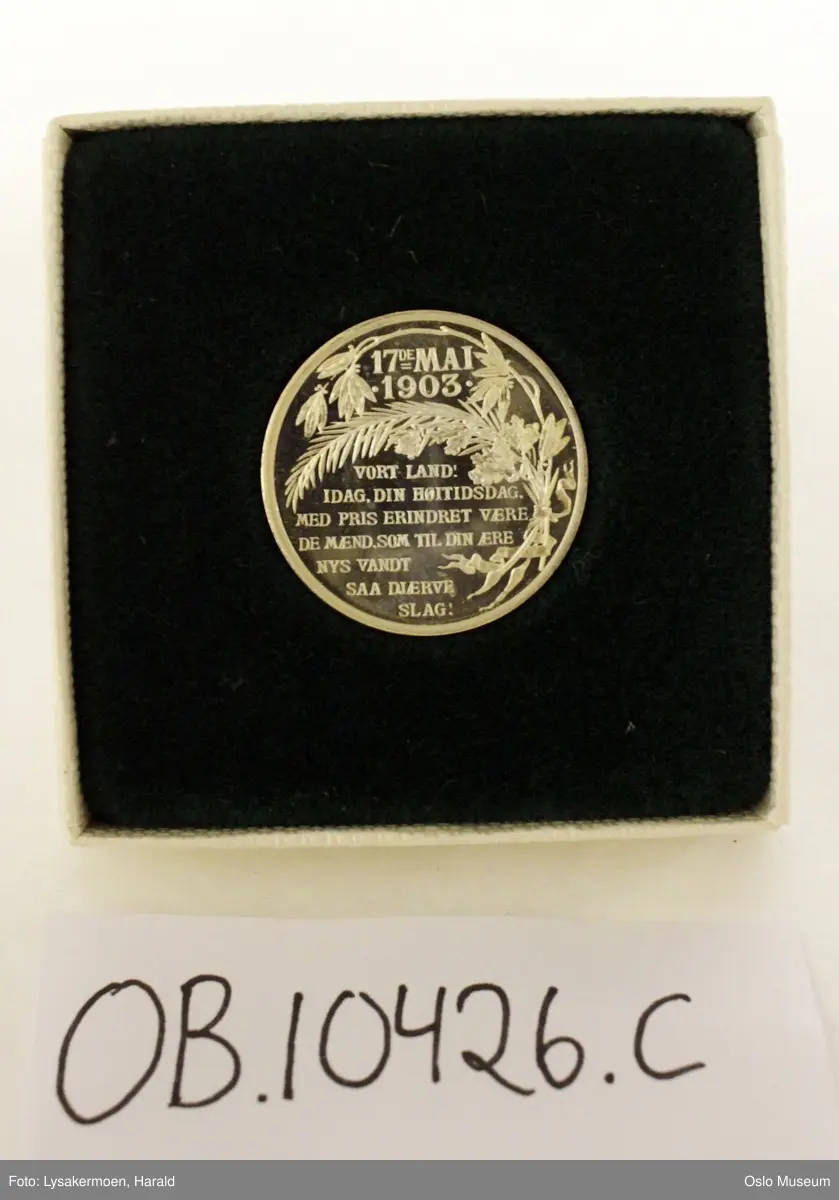 17DE MAI
·1903·
VORT LAND!
IDAG, DIN HØITIDSDAG,
MED PRIS ERINDRET VÆRE
DE MÆND, SOM TIL DIN ÆRE
NYS VANDT
SAA DJÆRVE
SLAG!
OB.10426.C
Foto: Lysakermoen, Harald
Oslo Museum